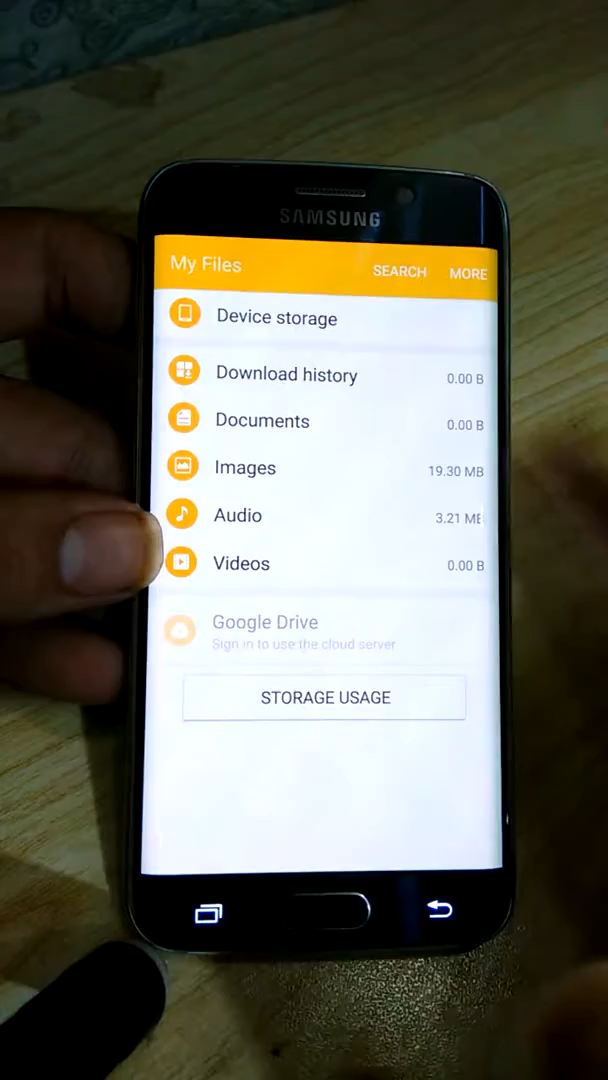 SAMSUNG
My Files
SEARCH
MORE
Device storage
Download history
0.00 B
Documents
0.00 B
Images
19.30 MB
Audio
3.21 MB
Videos
0.00 B
Google Drive
Sign in to use the cloud server
STORAGE USAGE